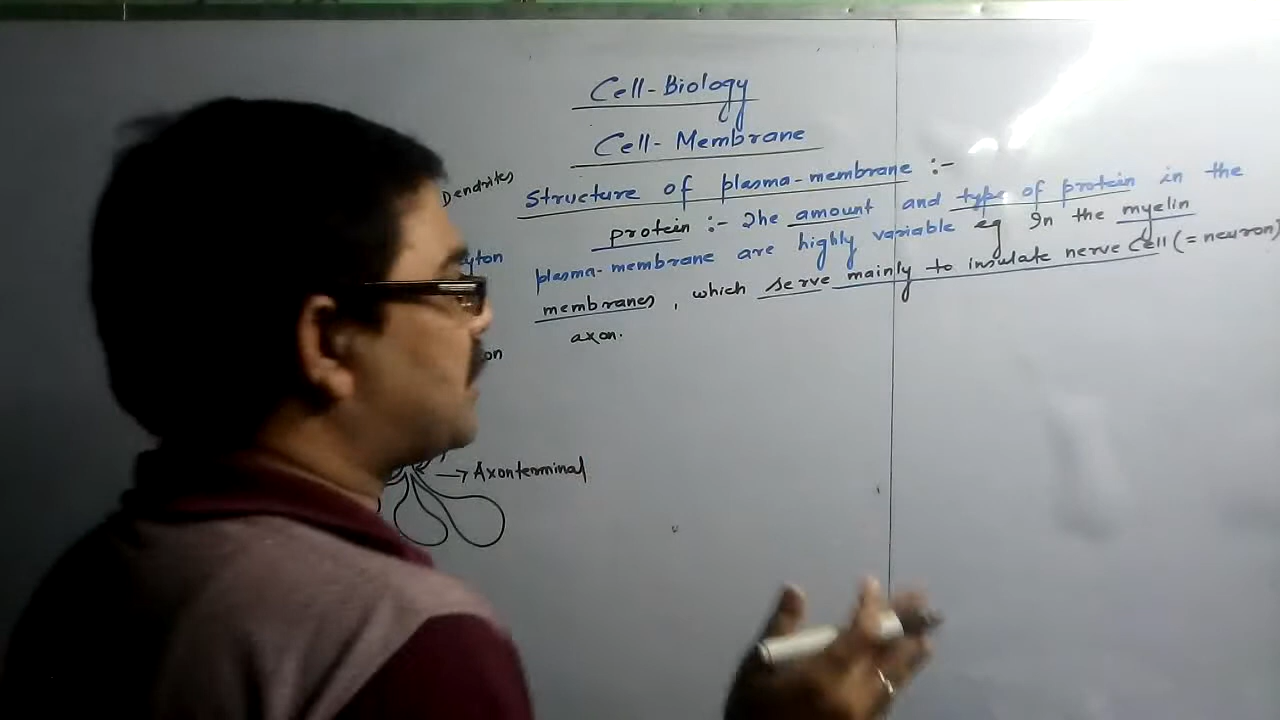 Cell-Biology
Cell-Membrane
Structure of plasma-membrane :-
protein :- The amount and type of protein in the
plasma-membrane are highly variable eg In the myelin
membranes, which serve mainly to insulate nerve cell (= neuron)
axon.
Dendrites
yton
on
→ Axonterminal